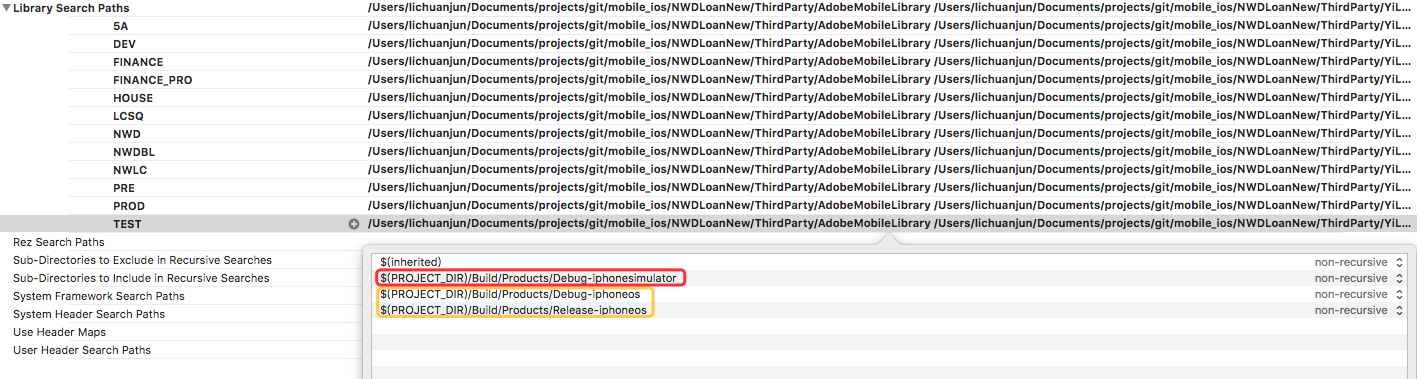 Library Search Paths /Users/lichuanjun/Documents/projects/git/mobile_ios/NWDLoanNew/ThirdParty/AdobeMobileLibrary /Users/lichuanjun/Documents/projects/git/mobile_ios/NWDLoanNew/ThirdParty/YiL...
5A /Users/lichuanjun/Documents/projects/git/mobile_ios/NWDLoanNew/ThirdParty/AdobeMobileLibrary /Users/lichuanjun/Documents/projects/git/mobile_ios/NWDLoanNew/ThirdParty/YiL...
DEV /Users/lichuanjun/Documents/projects/git/mobile_ios/NWDLoanNew/ThirdParty/AdobeMobileLibrary /Users/lichuanjun/Documents/projects/git/mobile_ios/NWDLoanNew/ThirdParty/YiL...
FINANCE /Users/lichuanjun/Documents/projects/git/mobile_ios/NWDLoanNew/ThirdParty/AdobeMobileLibrary /Users/lichuanjun/Documents/projects/git/mobile_ios/NWDLoanNew/ThirdParty/YiL...
FINANCE_PRO /Users/lichuanjun/Documents/projects/git/mobile_ios/NWDLoanNew/ThirdParty/AdobeMobileLibrary /Users/lichuanjun/Documents/projects/git/mobile_ios/NWDLoanNew/ThirdParty/YiL...
HOUSE /Users/lichuanjun/Documents/projects/git/mobile_ios/NWDLoanNew/ThirdParty/AdobeMobileLibrary /Users/lichuanjun/Documents/projects/git/mobile_ios/NWDLoanNew/ThirdParty/YiL...
LCSQ /Users/lichuanjun/Documents/projects/git/mobile_ios/NWDLoanNew/ThirdParty/AdobeMobileLibrary /Users/lichuanjun/Documents/projects/git/mobile_ios/NWDLoanNew/ThirdParty/YiL...
NWD /Users/lichuanjun/Documents/projects/git/mobile_ios/NWDLoanNew/ThirdParty/AdobeMobileLibrary /Users/lichuanjun/Documents/projects/git/mobile_ios/NWDLoanNew/ThirdParty/YiL...
NWDBL /Users/lichuanjun/Documents/projects/git/mobile_ios/NWDLoanNew/ThirdParty/AdobeMobileLibrary /Users/lichuanjun/Documents/projects/git/mobile_ios/NWDLoanNew/ThirdParty/YiL...
NWLC /Users/lichuanjun/Documents/projects/git/mobile_ios/NWDLoanNew/ThirdParty/AdobeMobileLibrary /Users/lichuanjun/Documents/projects/git/mobile_ios/NWDLoanNew/ThirdParty/YiL...
PRE /Users/lichuanjun/Documents/projects/git/mobile_ios/NWDLoanNew/ThirdParty/AdobeMobileLibrary /Users/lichuanjun/Documents/projects/git/mobile_ios/NWDLoanNew/ThirdParty/YiL...
PROD /Users/lichuanjun/Documents/projects/git/mobile_ios/NWDLoanNew/ThirdParty/AdobeMobileLibrary /Users/lichuanjun/Documents/projects/git/mobile_ios/NWDLoanNew/ThirdParty/YiL...
TEST /Users/lichuanjun/Documents/projects/git/mobile_ios/NWDLoanNew/ThirdParty/AdobeMobileLibrary /Users/lichuanjun/Documents/projects/git/mobile_ios/NWDLoanNew/ThirdParty/YiL...
Rez Search Paths
Sub-Directories to Exclude in Recursive Searches
Sub-Directories to Include in Recursive Searches
System Framework Search Paths
System Header Search Paths
Use Header Maps
User Header Search Paths
$(inherited) non-recursive
$(PROJECT_DIR)/Build/Products/Debug-iphonesimulator non-recursive
$(PROJECT_DIR)/Build/Products/Debug-iphoneos non-recursive
$(PROJECT_DIR)/Build/Products/Release-iphoneos non-recursive